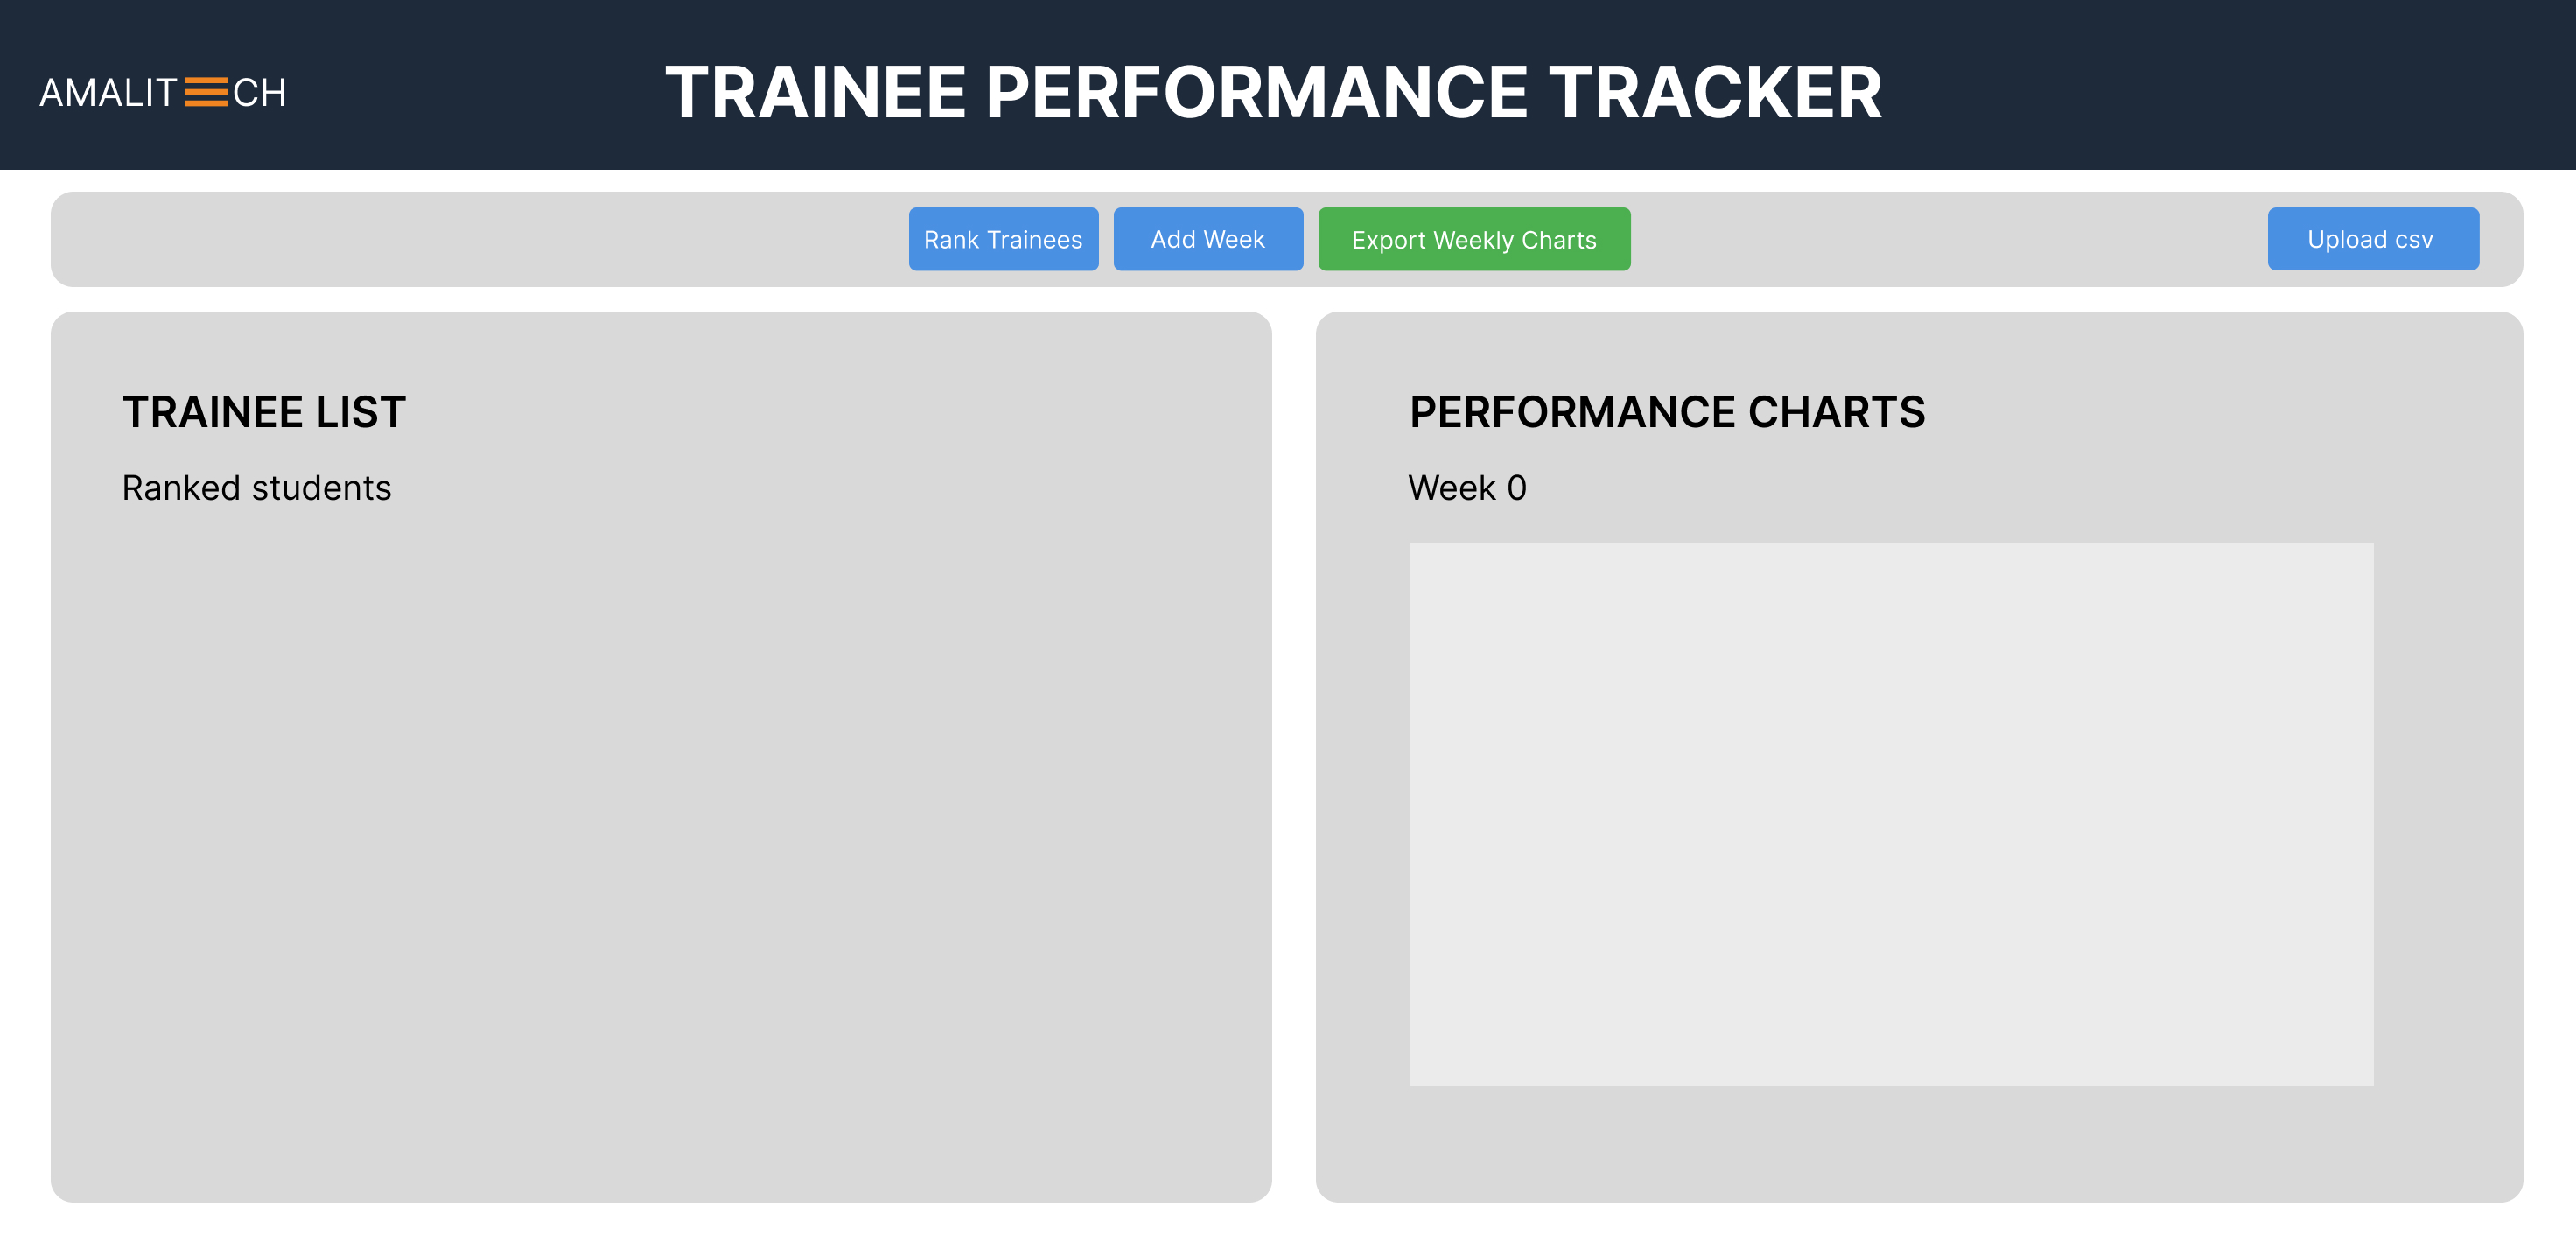 AMALITECH
TRAINEE PERFORMANCE TRACKER
Rank Trainees
Add Week
Export Weekly Charts
Upload csv
TRAINEE LIST
Ranked students
PERFORMANCE CHARTS
Week 0